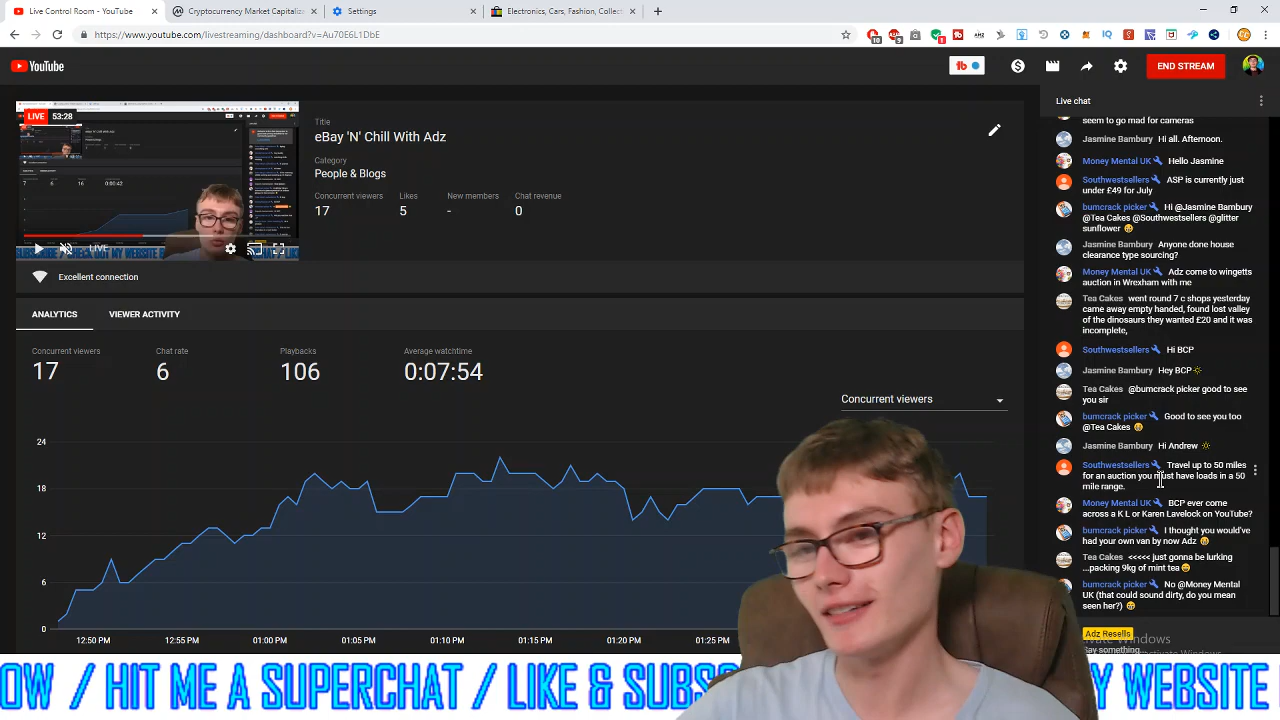 Live Control Room - YouTube
Cryptocurrency Market Capitaliz
Settings
Electronics, Cars, Fashion, Collect
https://www.youtube.com/livestreaming/dashboard?v=Au70E6L1DbE
YouTube
END STREAM
LIVE 53:28
LIVE
Title
eBay 'N' Chill With Adz
Category
People & Blogs
Concurrent viewers Likes New members Chat revenue
17 5 - 0
Excellent connection
ANALYTICS VIEWER ACTIVITY
Concurrent viewers Chat rate Playbacks Average watchtime
17 6 106 0:07:54
Concurrent viewers
24
18
12
6
0
12:50 PM 12:55 PM 01:00 PM 01:05 PM 01:10 PM 01:15 PM 01:20 PM 01:25 PM
Live chat
seem to go mad for cameras
Jasmine Bambury Hi all. Afternoon.
Money Mental UK Hello Jasmine
Southwestsellers ASP is currently just
under £49 for July
bumcrack picker Hi @Jasmine Bambury
@Tea Cakes @Southwestsellers @glitter
sunflower
Jasmine Bambury Anyone done house
clearance type sourcing?
Money Mental UK Adz come to wingetts
auction in Wrexham with me
Tea Cakes went round 7 c shops yesterday
came away empty handed, found lost valley
of the dinosaurs they wanted £20 and it was
incomplete,
Southwestsellers Hi BCP
Jasmine Bambury Hey BCP
Tea Cakes @bumcrack picker good to see
you sir
bumcrack picker Good to see you too
@Tea Cakes
Jasmine Bambury Hi Andrew
Southwestsellers Travel up to 50 miles
for an auction you must have loads in a 50
mile range.
Money Mental UK BCP ever come
across a K L or Karen Lavelock on YouTube?
bumcrack picker I thought you would've
had your own van by now Adz
Tea Cakes <<<<< just gonna be lurking
...packing 9kg of mint tea
bumcrack picker No @Money Mental
UK (that could sound dirty, do you mean
seen her?)
Adz Resells
Say something...
Activate Windows
OW / HIT ME A SUPERCHAT / LIKE & SUBS
MY WEBSITE